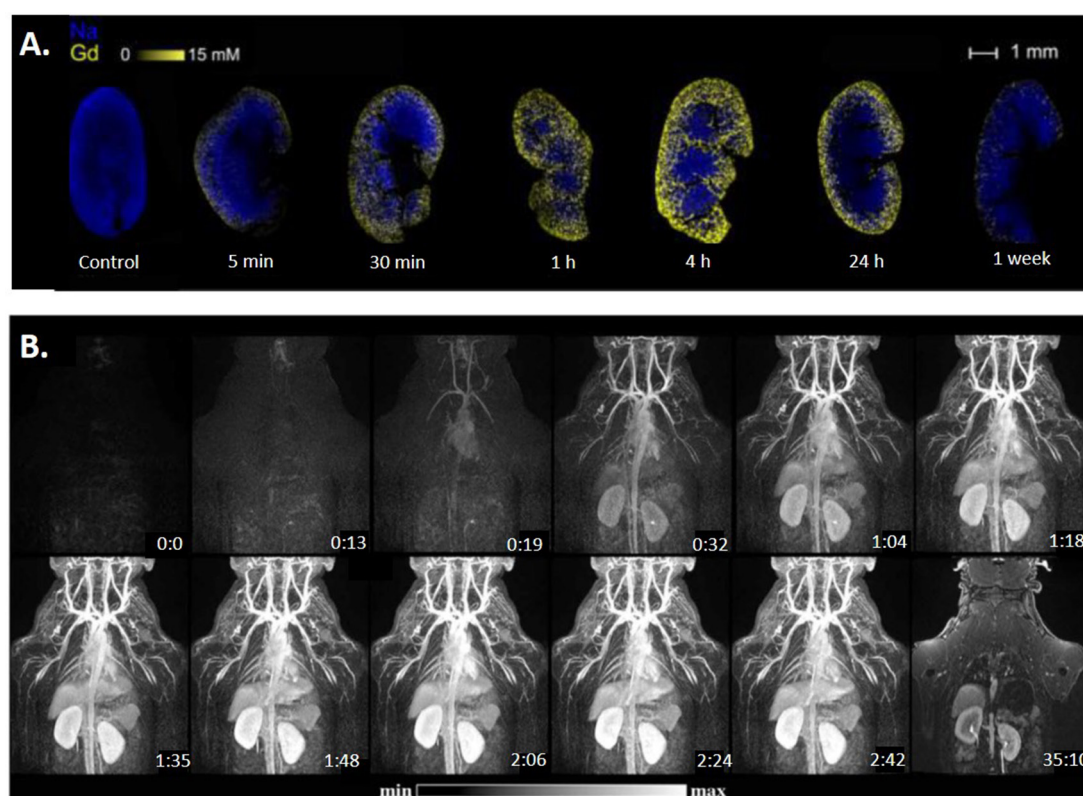 A.
Na
Gd 0 15 mM
1 mm
Control 5 min 30 min 1 h 4 h 24 h 1 week
B.
0:0 0:13 0:19 0:32 1:04 1:18
1:35 1:48 2:06 2:24 2:42 35:10
min max